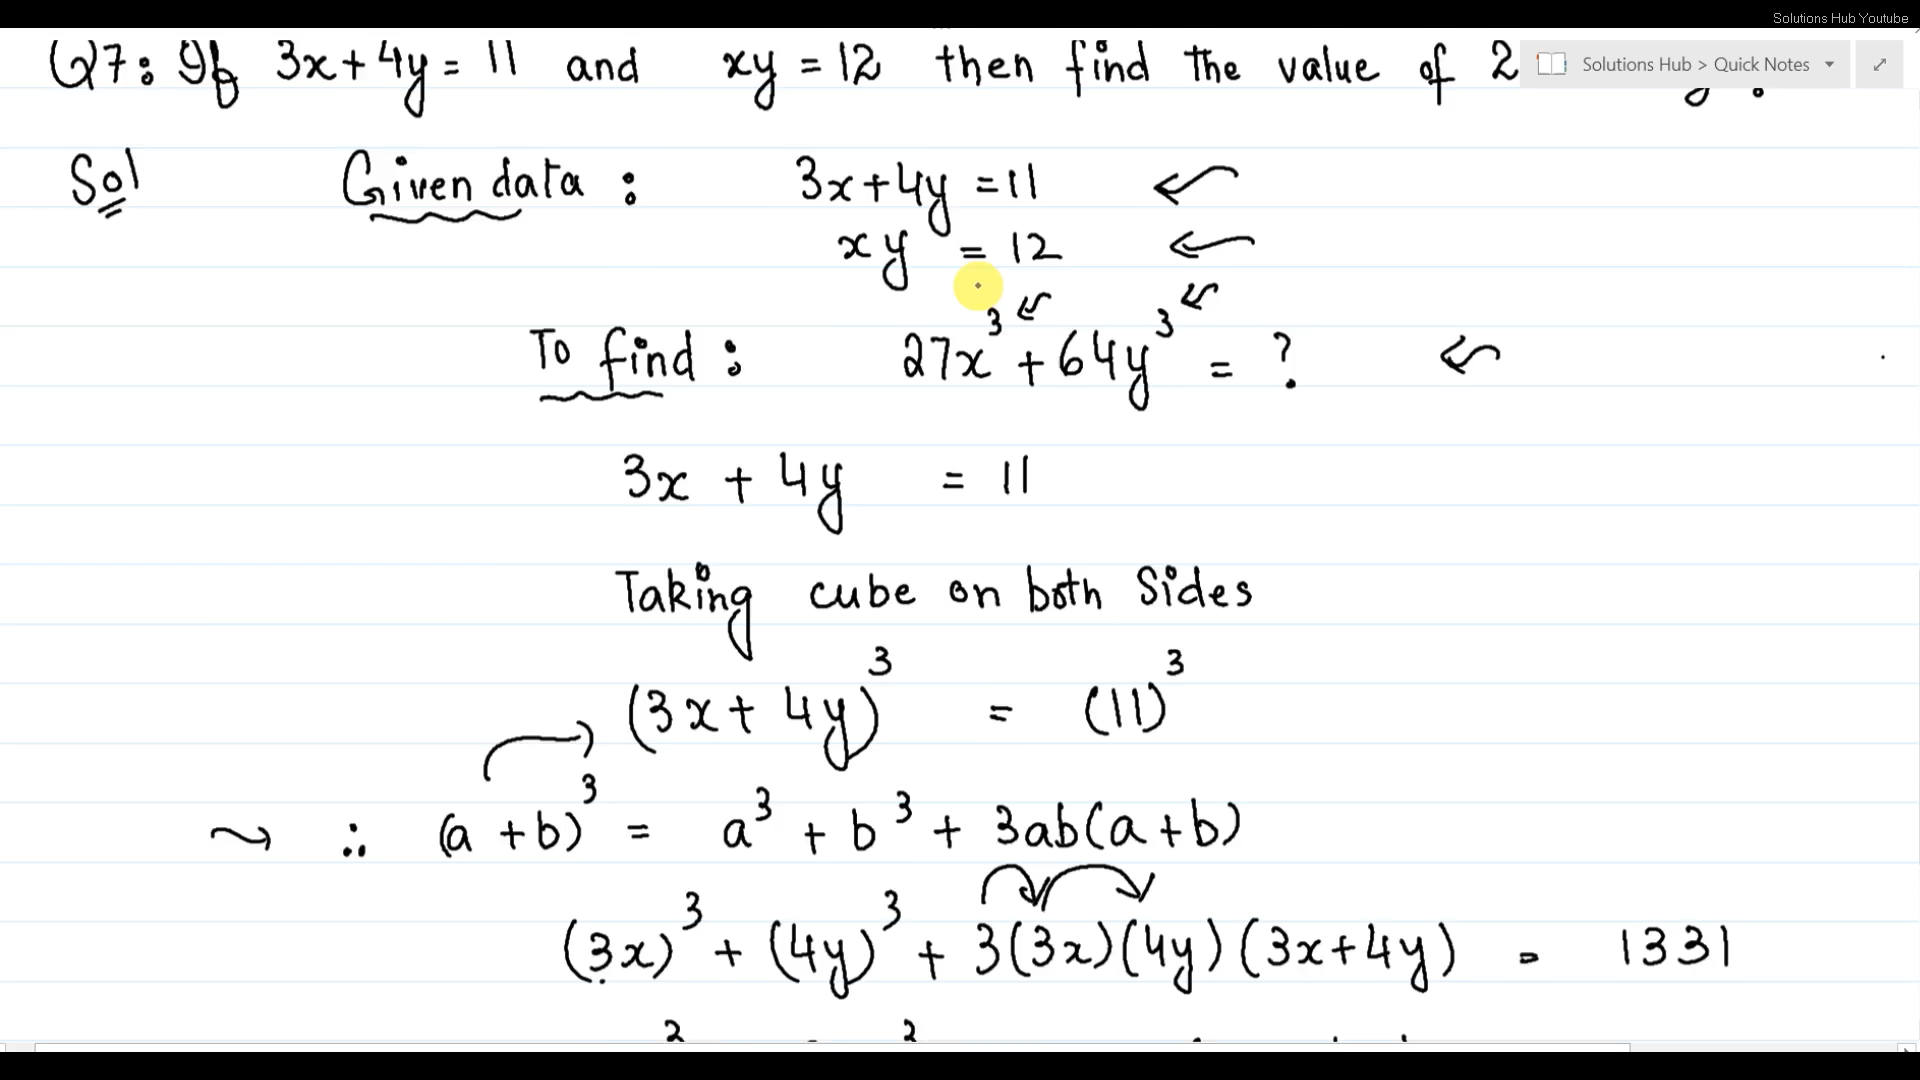 Solutions Hub Youtube
Q7: If 3x+4y = 11 and xy = 12 then find the value of 2
Solutions Hub > Quick Notes
Sol Given data : 3x+4y = 11
xy = 12
To find : 27x³ + 64y³ = ?
3x + 4y = 11
Taking cube on both Sides
(3x+4y)³ = (11)³
∴ (a+b)³ = a³ + b³ + 3ab(a+b)
(3x)³ + (4y)³ + 3(3x)(4y)(3x+4y) = 1331